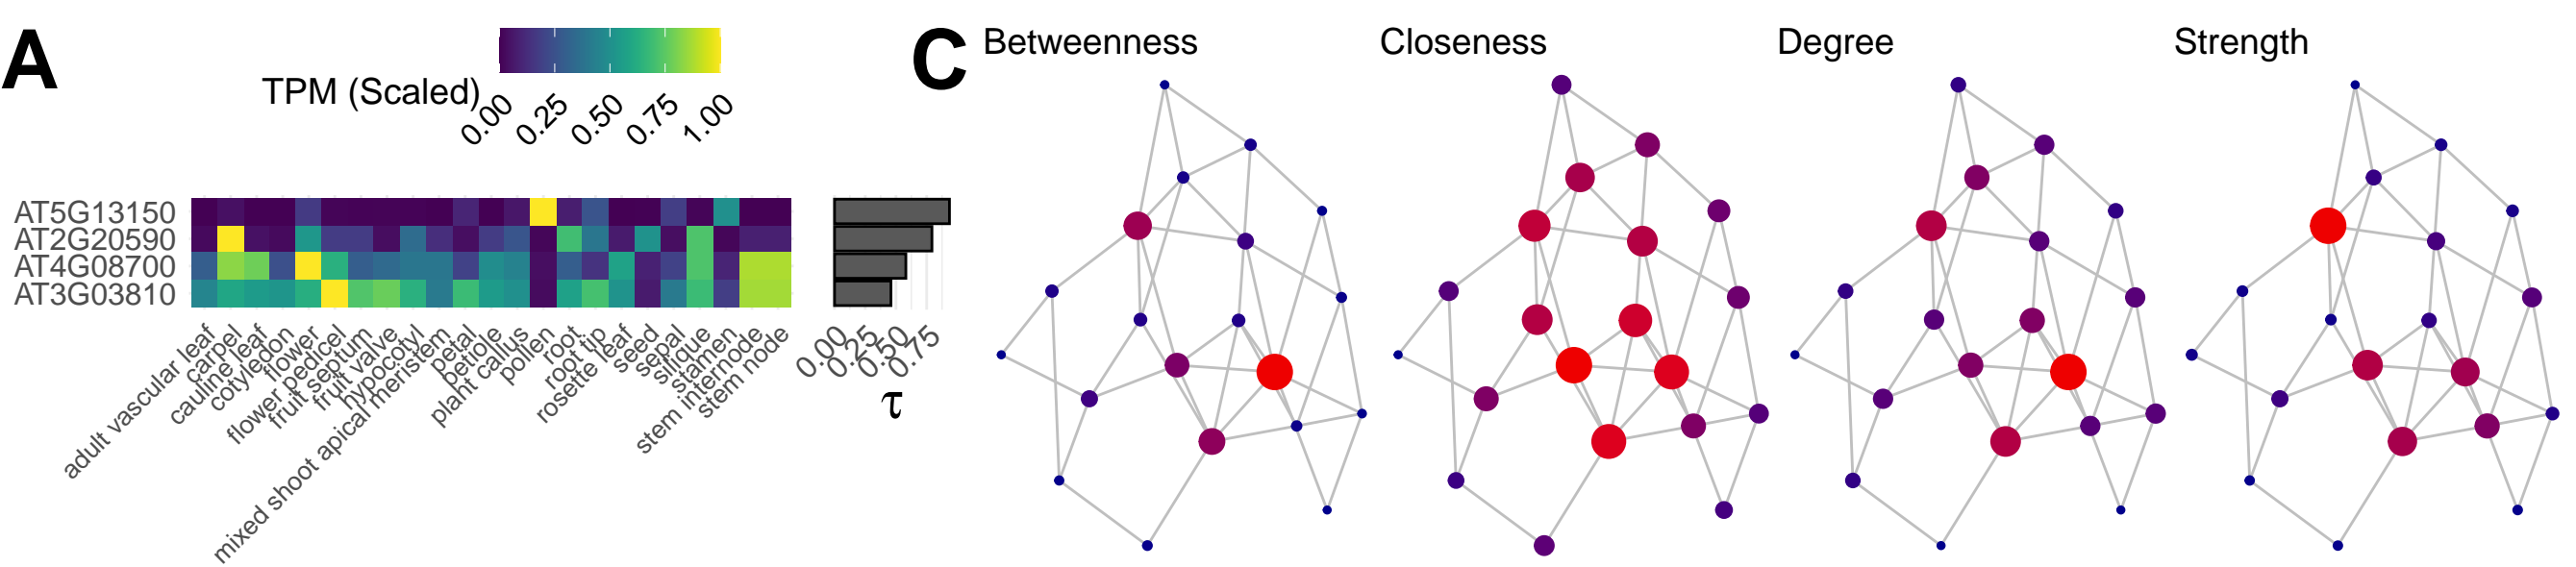 A
TPM (Scaled)
0.00
0.25
0.50
0.75
1.00
AT5G13150
AT2G20590
AT4G08700
AT3G03810
adult vascular leaf
carpel
cauline leaf
cotyledon
flower
flower pedicel
fruit septum
fruit valve
hypocotyl
mixed shoot apical meristem
petal
petiole
plant callus
pollen
root
root tip
rosette leaf
seed
sepal
silique
stamen
stem internode
stem node
0.00
0.25
0.50
0.75
τ
C
Betweenness
Closeness
Degree
Strength